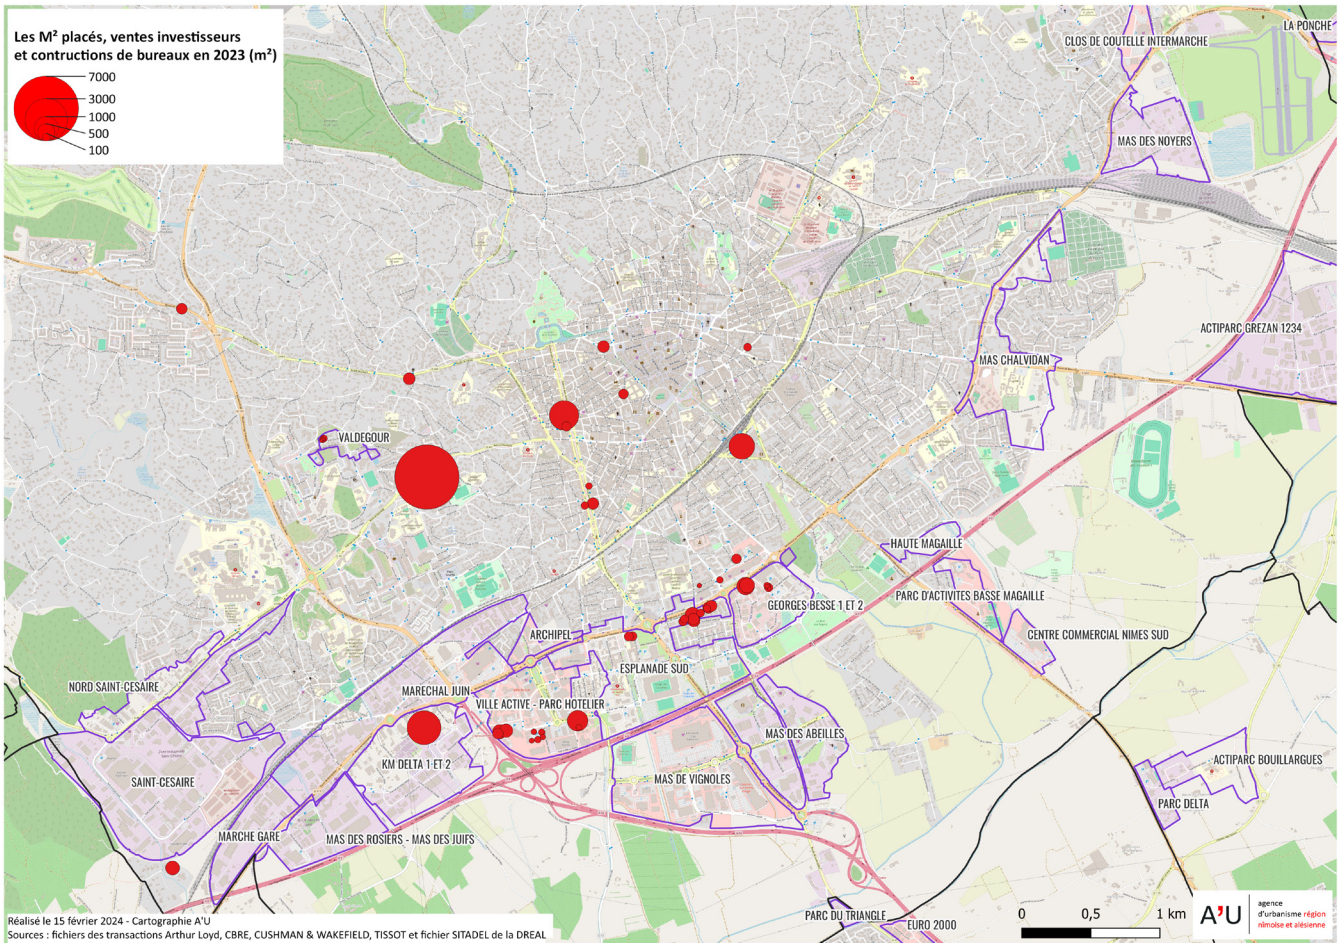 Les M² placés, ventes investisseurs
et contructions de bureaux en 2023 (m²)
7000
3000
1000
500
100
LA PONCHE
CLOS DE COUTELLE INTERMARCHE
MAS DES NOYERS
ACTIPARC GREZAN 1234
MAS CHALVIDAN
VALDEGOUR
HAUTE MAGAILLE
PARC D'ACTIVITES BASSE MAGAILLE
GEORGES BESSE 1 ET 2
CENTRE COMMERCIAL NIMES SUD
ARCHIPEL
ESPLANADE SUD
NORD SAINT-CESAIRE
MARECHAL JUIN
VILLE ACTIVE - PARC HOTELIER
MAS DES ABEILLES
KM DELTA 1 ET 2
ACTIPARC BOUILLARGUES
SAINT-CESAIRE
MAS DE VIGNOLES
PARC DELTA
MARCHE GARE
MAS DES ROSIERS - MAS DES JUIFS
PARC DU TRIANGLE
EURO 2000
0 0,5 1 km
A'U
agence
d'urbanisme région
nîmoise et alésienne
Réalisé le 15 février 2024 - Cartographie A'U
Sources : fichiers des transactions Arthur Loyd, CBRE, CUSHMAN & WAKEFIELD, TISSOT et fichier SITADEL de la DREAL